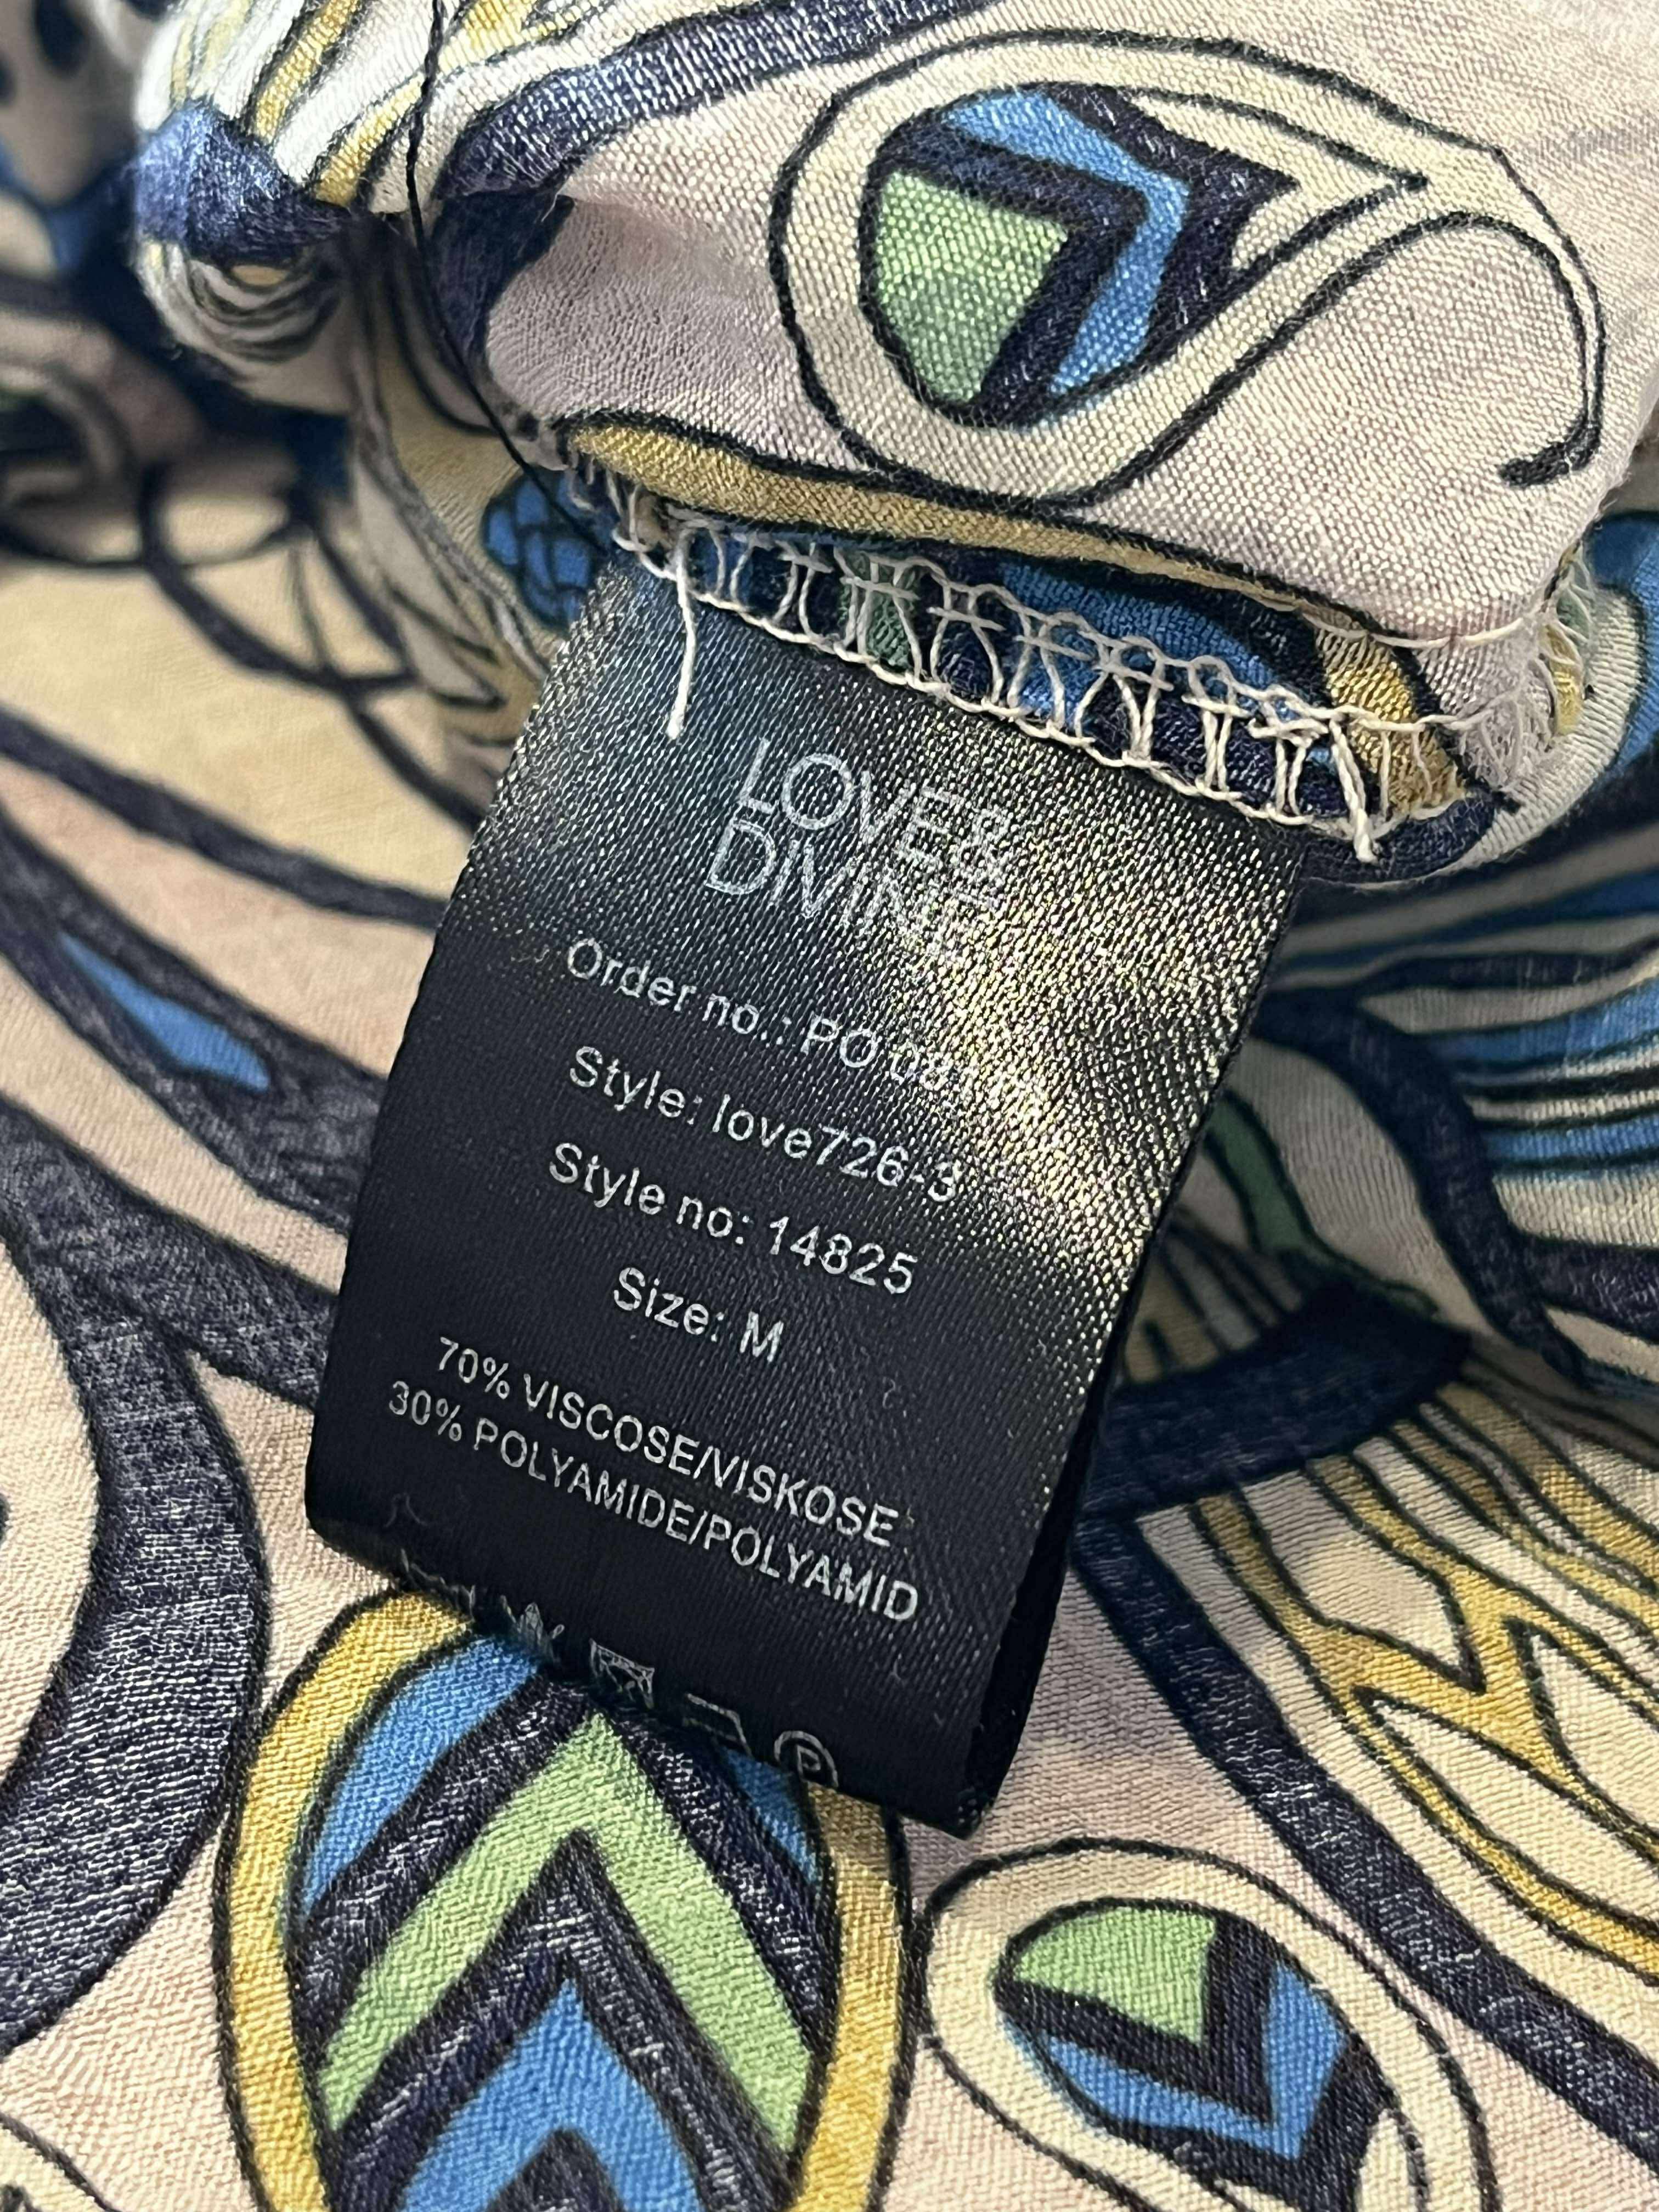 LOVE&
DIVINE
Order no.: PO
Style: love726-3
Style no: 14825
Size: M
70% VISCOSE/VISKOSE
30% POLYAMIDE/POLYAMID
P